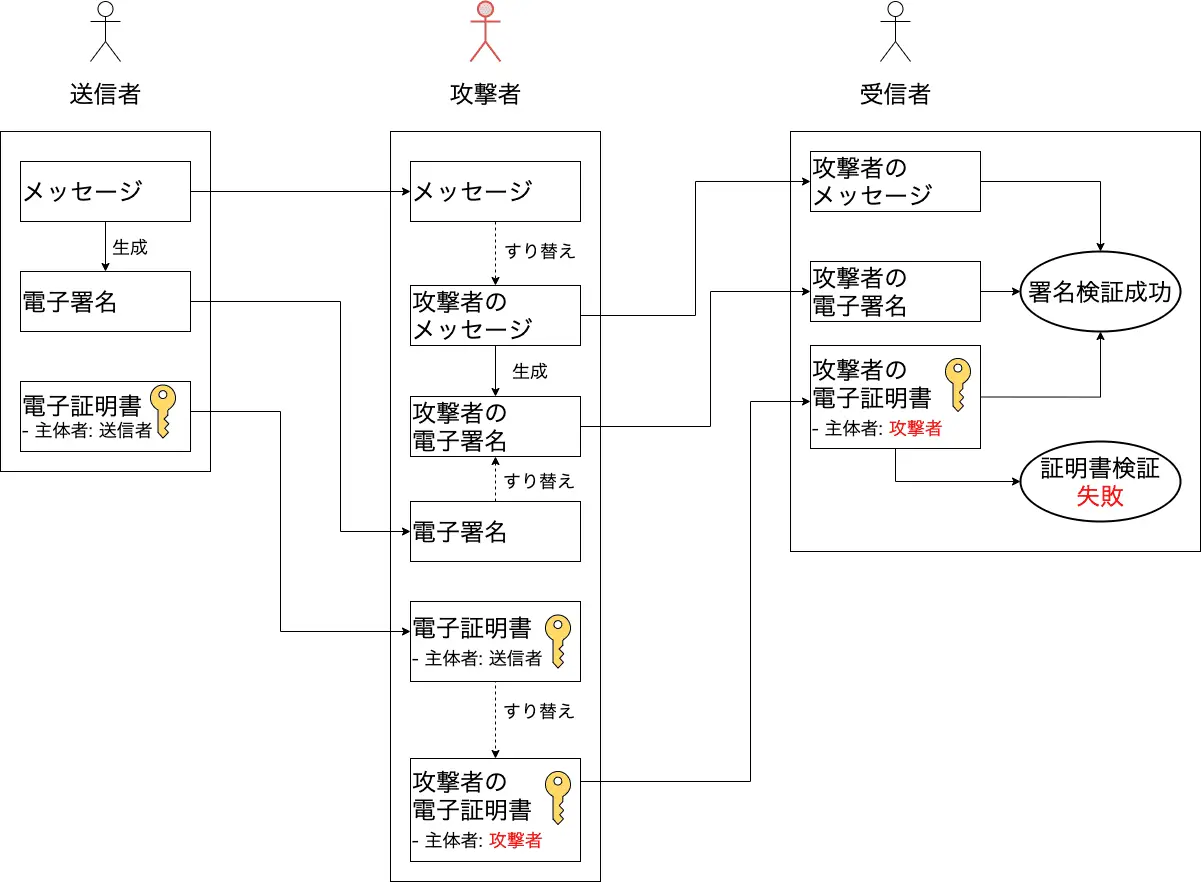 送信者
攻撃者
受信者
メッセージ
生成
電子署名
電子証明書
- 主体者: 送信者
メッセージ
すり替え
攻撃者の
メッセージ
生成
攻撃者の
電子署名
すり替え
電子署名
電子証明書
- 主体者: 送信者
すり替え
攻撃者の
電子証明書
- 主体者: 攻撃者
攻撃者の
メッセージ
攻撃者の
電子署名
署名検証成功
攻撃者の
電子証明書
- 主体者: 攻撃者
証明書検証
失敗